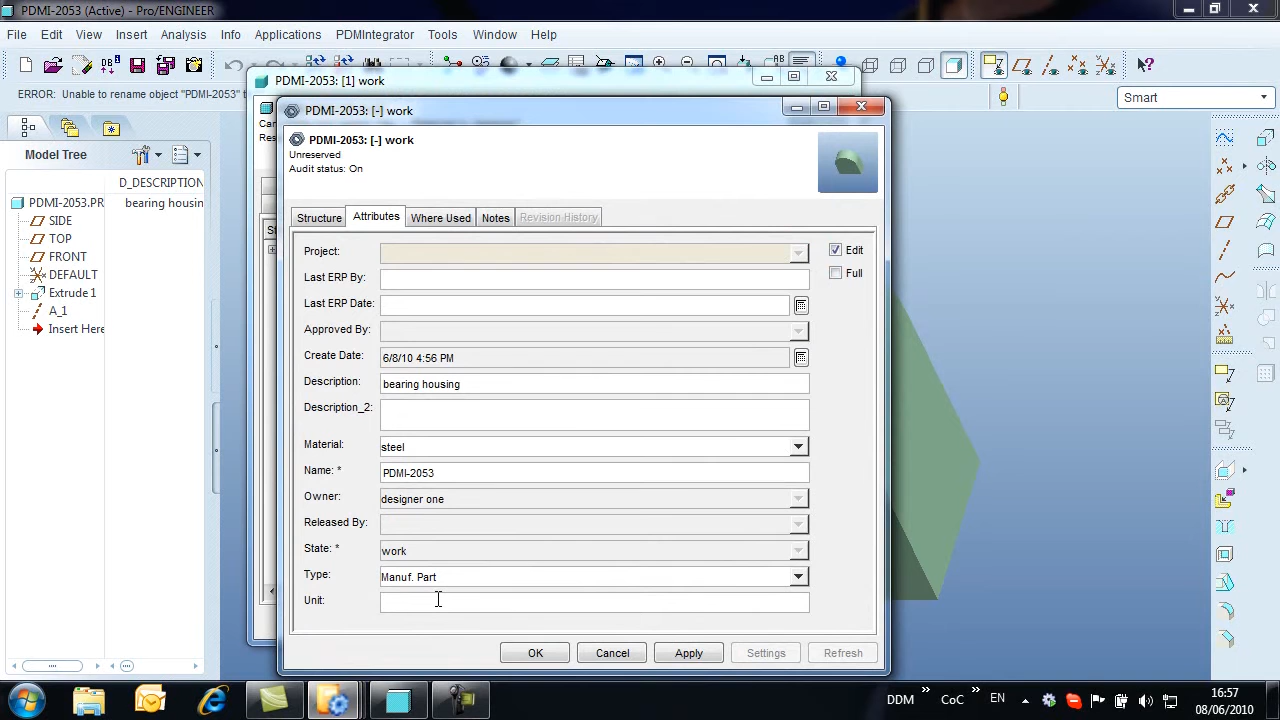 PDMI-2053 (Active) - Pro/ENGINEER
File Edit View Insert Analysis Info Applications PDMIntegrator Tools Window Help
ERROR: Unable to rename object "PDMI-2053" t
Smart
PDMI-2053: [1] work
PDMI-2053: [-] work
PDMI-2053: [-] work
Unreserved
Audit status: On
Model Tree
D_DESCRIPTION
PDMI-2053.PR bearing housin
SIDE
TOP
FRONT
DEFAULT
Extrude 1
A_1
Insert Here
Structure Attributes Where Used Notes Revision History
Project:
Edit
Full
Last ERP By:
Last ERP Date:
Approved By:
Create Date: 6/8/10 4:56 PM
Description: bearing housing
Description_2:
Material: steel
Name: * PDMI-2053
Owner: designer one
Released By:
State: * work
Type: Manuf. Part
Unit:
OK Cancel Apply Settings Refresh
DDM » CoC » EN
16:57
08/06/2010